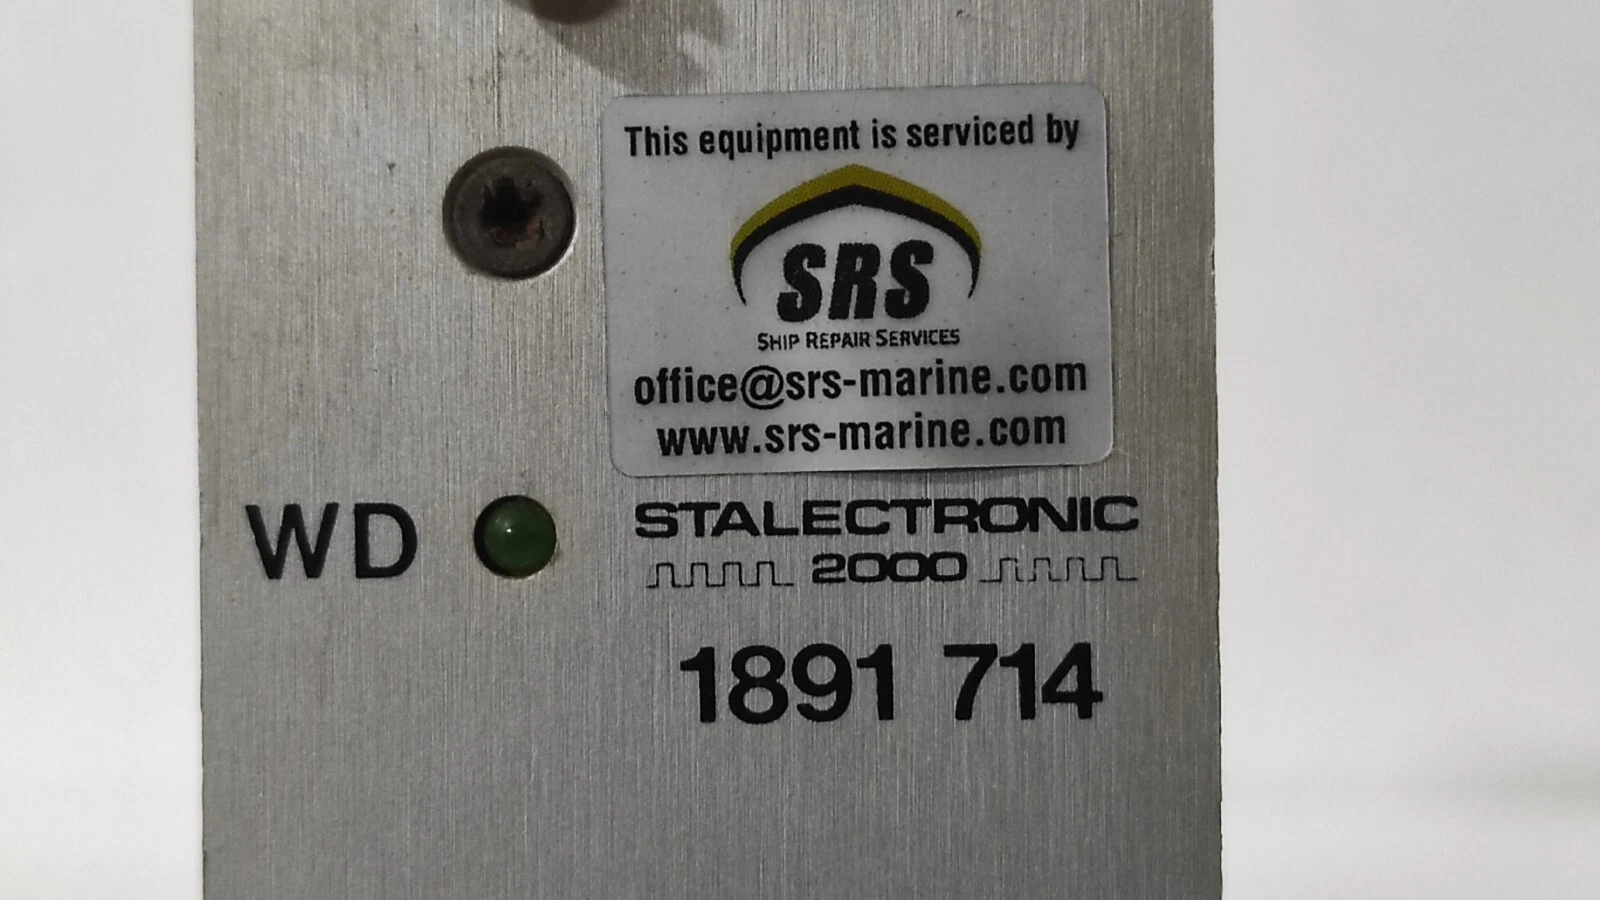 This equipment is serviced by
SRS
SHIP REPAIR SERVICES
office@srs-marine.com
www.srs-marine.com
WD
STALECTRONIC
2000
1891 714